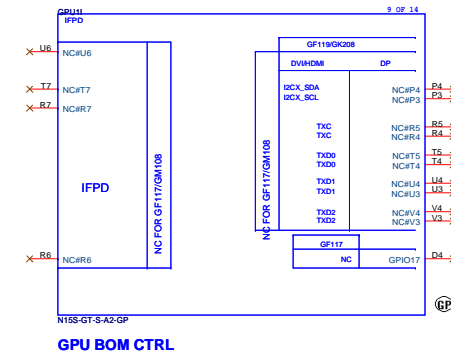 GPU1I
9 OF 14
IFPD
GF119/GK208
DVI/HDMI DP
U6 NC#U6
T7 NC#T7
R7 NC#R7
I2CX_SDA NC#P4 P4
I2CX_SCL NC#P3 P3
TXC NC#R5 R5
TXC NC#R4 R4
TXD0 NC#T5 T5
TXD0 NC#T4 T4
TXD1 NC#U4 U4
TXD1 NC#U3 U3
TXD2 NC#V4 V4
TXD2 NC#V3 V3
IFPD
NC FOR GF117/GM108
NC FOR GF117/GM108
GF117
R6 NC#R6
NC GPIO17 D4
GP
N15S-GT-S-A2-GP
GPU BOM CTRL